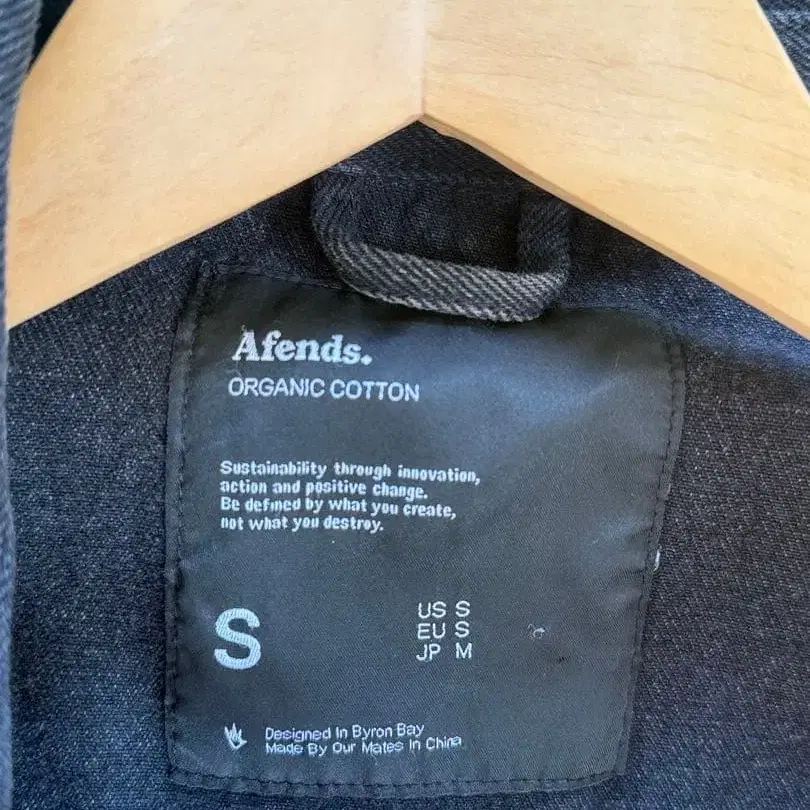 Afends.
ORGANIC COTTON
Sustainability through innovation,
action and positive change.
Be defined by what you create,
not what you destroy.
S
US S
EU S
JP M
Designed In Byron Bay
Made By Our Mates In China